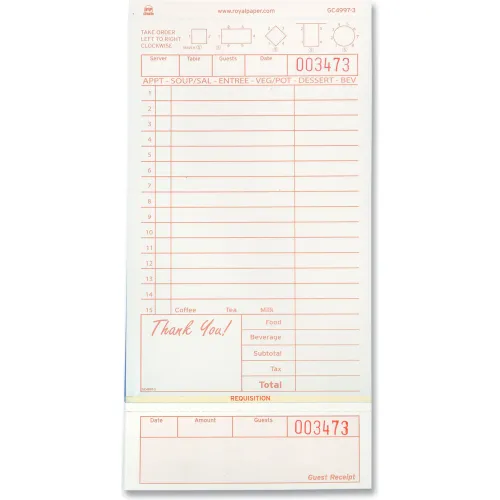 www.royalpaper.com GC4997-3
TAKE ORDER
LEFT TO RIGHT
CLOCKWISE
Server Table Guests Date 003473
APPT - SOUP/SAL - ENTREE - VEG/POT - DESSERT - BEV
1
2
3
4
5
6
7
8
9
10
11
12
13
14
15 Coffee Tea Milk
Thank You!
Food
Beverage
Subtotal
Tax
Total
REQUISITION
Date Amount Guests 003473
Guest Receipt